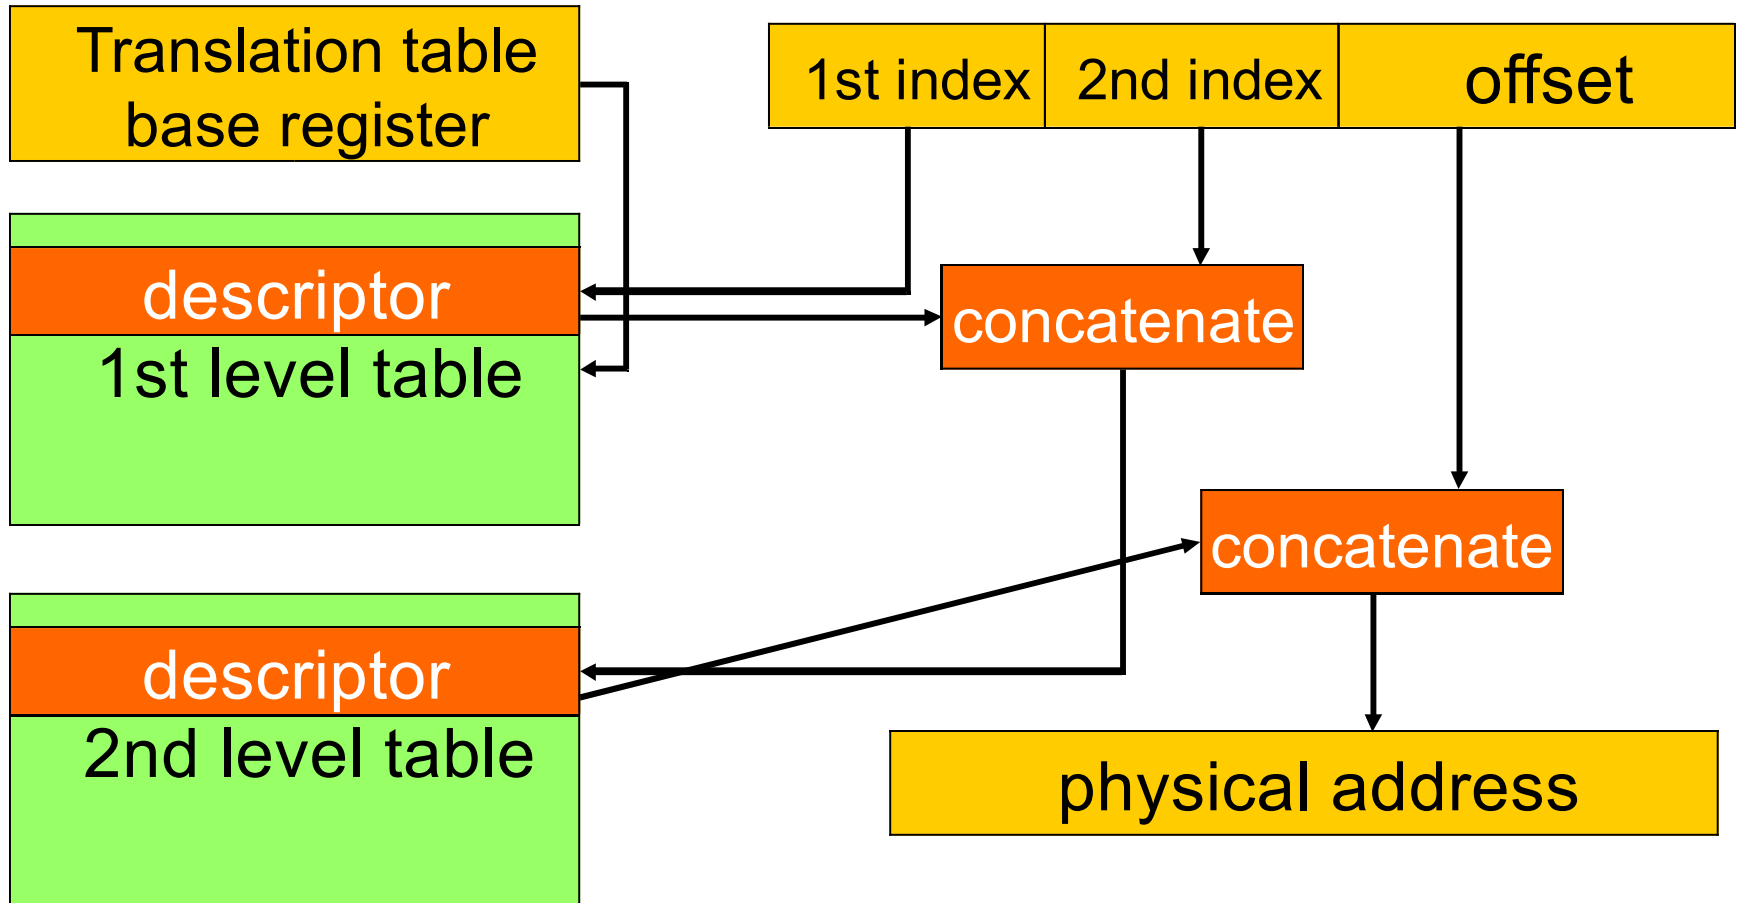 Translation table
base register
1st index
2nd index
offset
descriptor
1st level table
concatenate
concatenate
descriptor
2nd level table
physical address